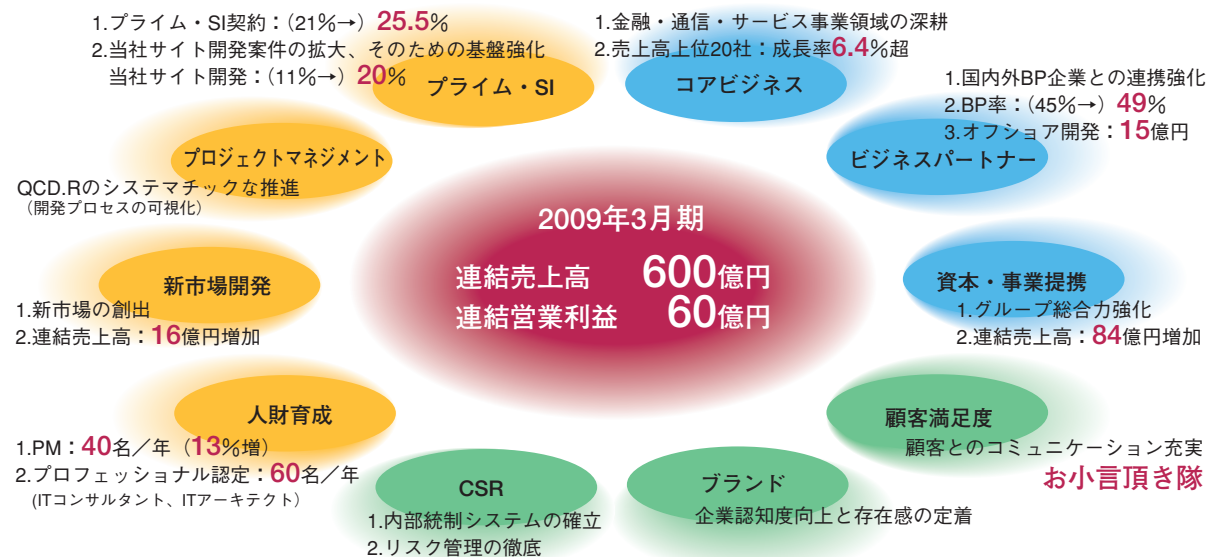 1.プライム・SI契約：（21%→）25.5%
2.当社サイト開発案件の拡大、そのための基盤強化
当社サイト開発：（11%→）20%
プライム・SI
1.金融・通信・サービス事業領域の深耕
2.売上高上位20社：成長率6.4%超
コアビジネス
1.国内外BP企業との連携強化
2.BP率：（45%→）49%
3.オフショア開発：15億円
ビジネスパートナー
プロジェクトマネジメント
QCD.Rのシステマチックな推進
（開発プロセスの可視化）
2009年3月期
連結売上高 600億円
連結営業利益 60億円
新市場開発
1.新市場の創出
2.連結売上高：16億円増加
資本・事業提携
1.グループ総合力強化
2.連結売上高：84億円増加
人財育成
1.PM：40名／年（13%増）
2.プロフェッショナル認定：60名／年
（ITコンサルタント、ITアーキテクト）
顧客満足度
顧客とのコミュニケーション充実
お小言頂き隊
CSR
1.内部統制システムの確立
2.リスク管理の徹底
ブランド
企業認知度向上と存在感の定着